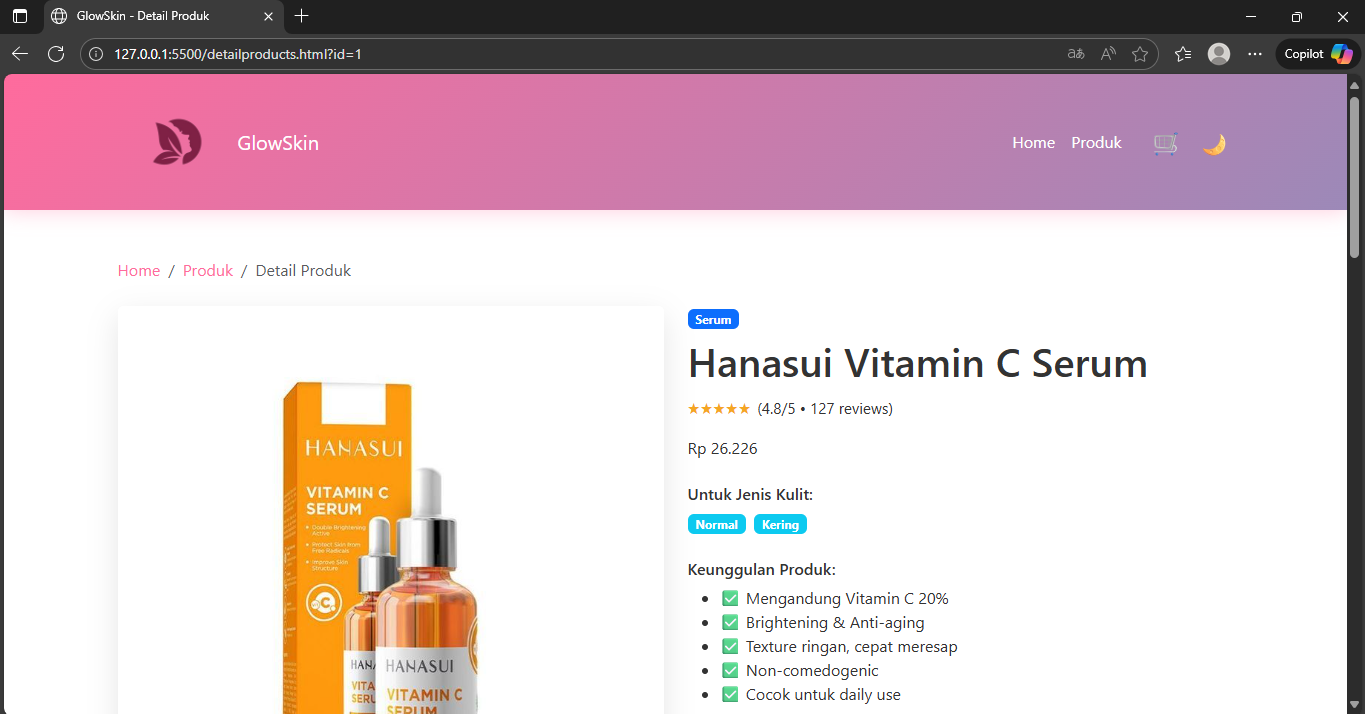 GlowSkin - Detail Produk
127.0.0.1:5500/detailproducts.html?id=1
Copilot
GlowSkin
Home
Produk
Home / Produk / Detail Produk
Serum
Hanasui Vitamin C Serum
★★★★★ (4.8/5 • 127 reviews)
Rp 26.226
Untuk Jenis Kulit:
Normal
Kering
Keunggulan Produk:
• ✅ Mengandung Vitamin C 20%
• ✅ Brightening & Anti-aging
• ✅ Texture ringan, cepat meresap
• ✅ Non-comedogenic
• ✅ Cocok untuk daily use
HANASUI
VITAMIN C
SERUM
• Double Brightening
Active
• Protect Skin From
Free Radicals
• Improve Skin
Structure
HANA
VITA
SERU
HANASUI
VITAMIN C
SERUM